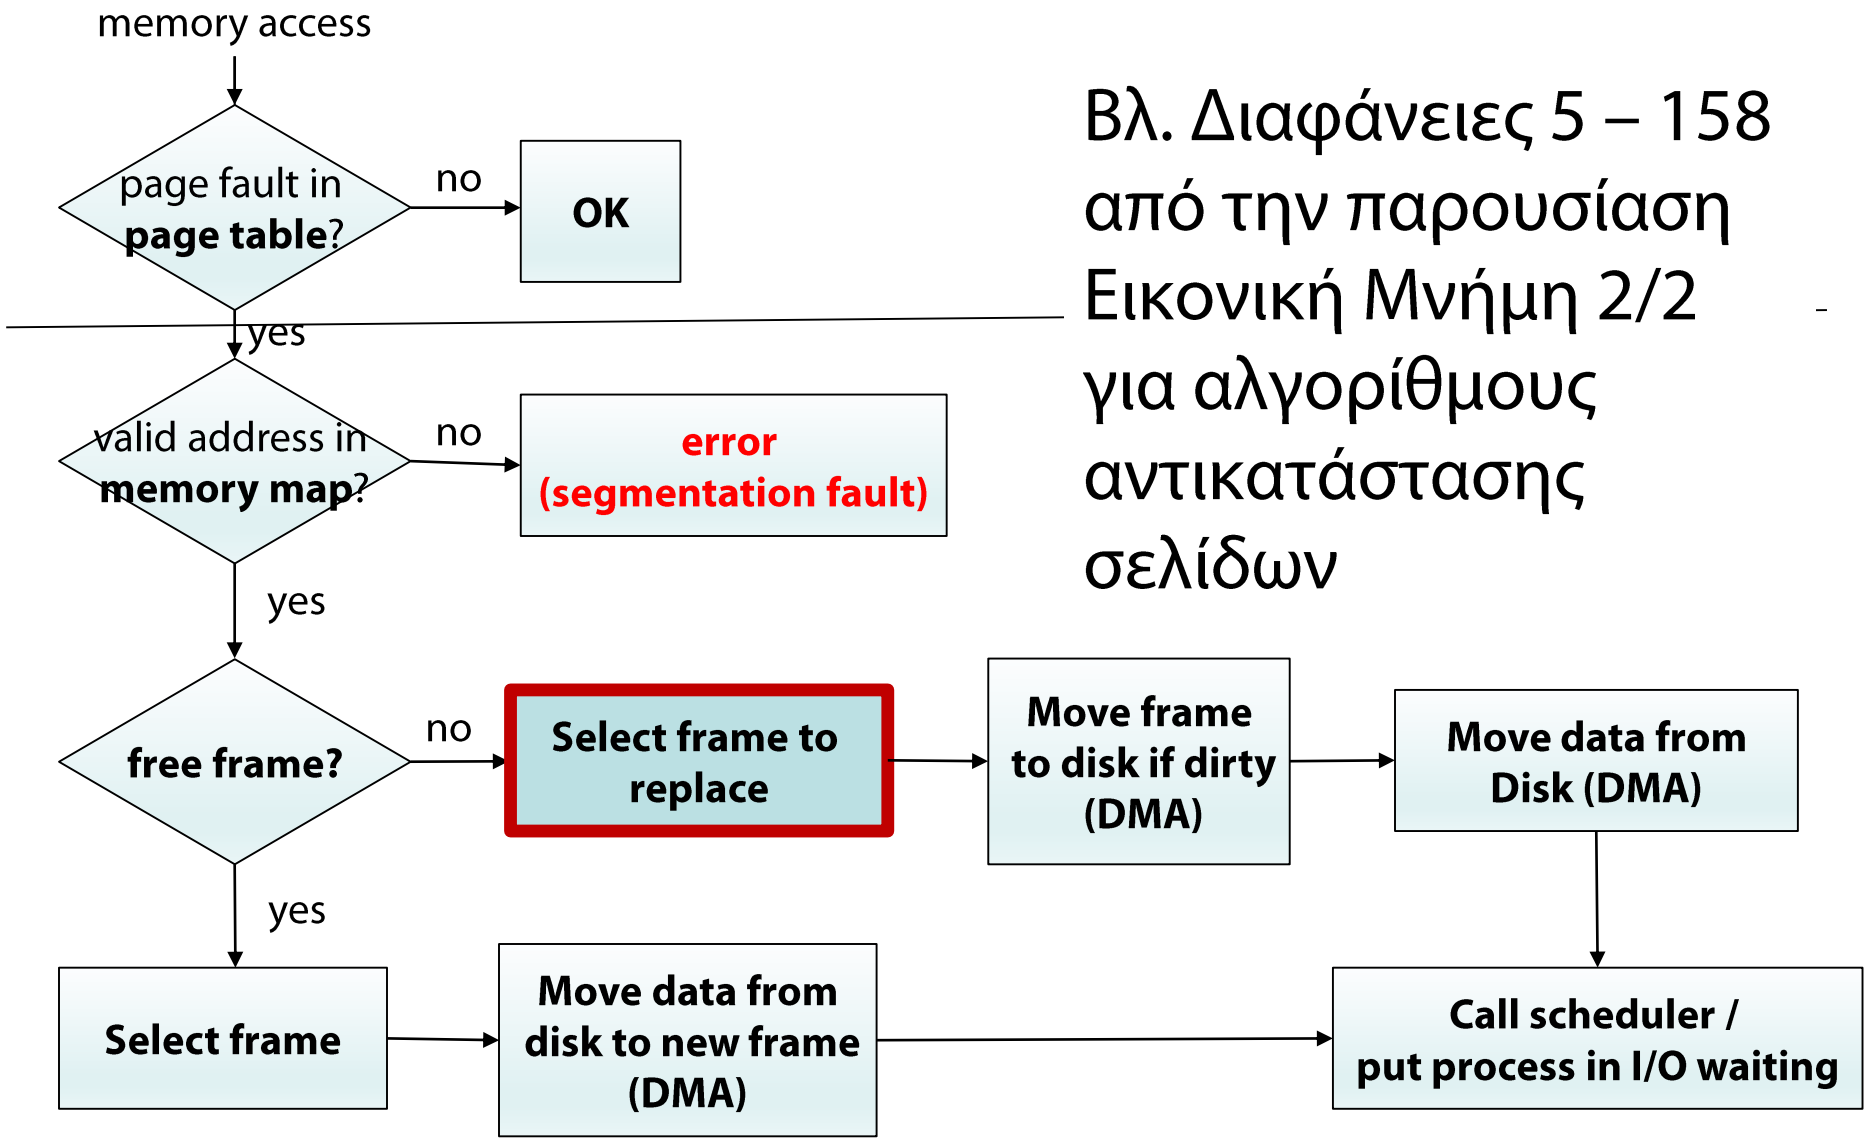 memory access
page fault in
page table?
no
OK
yes
valid address in
memory map?
no
error
(segmentation fault)
Βλ. Διαφάνειες 5 – 158
από την παρουσίαση
Εικονική Μνήμη 2/2
για αλγορίθμους
αντικατάστασης
σελίδων
yes
free frame?
no
Select frame to
replace
Move frame
to disk if dirty
(DMA)
Move data from
Disk (DMA)
yes
Select frame
Move data from
disk to new frame
(DMA)
Call scheduler /
put process in I/O waiting